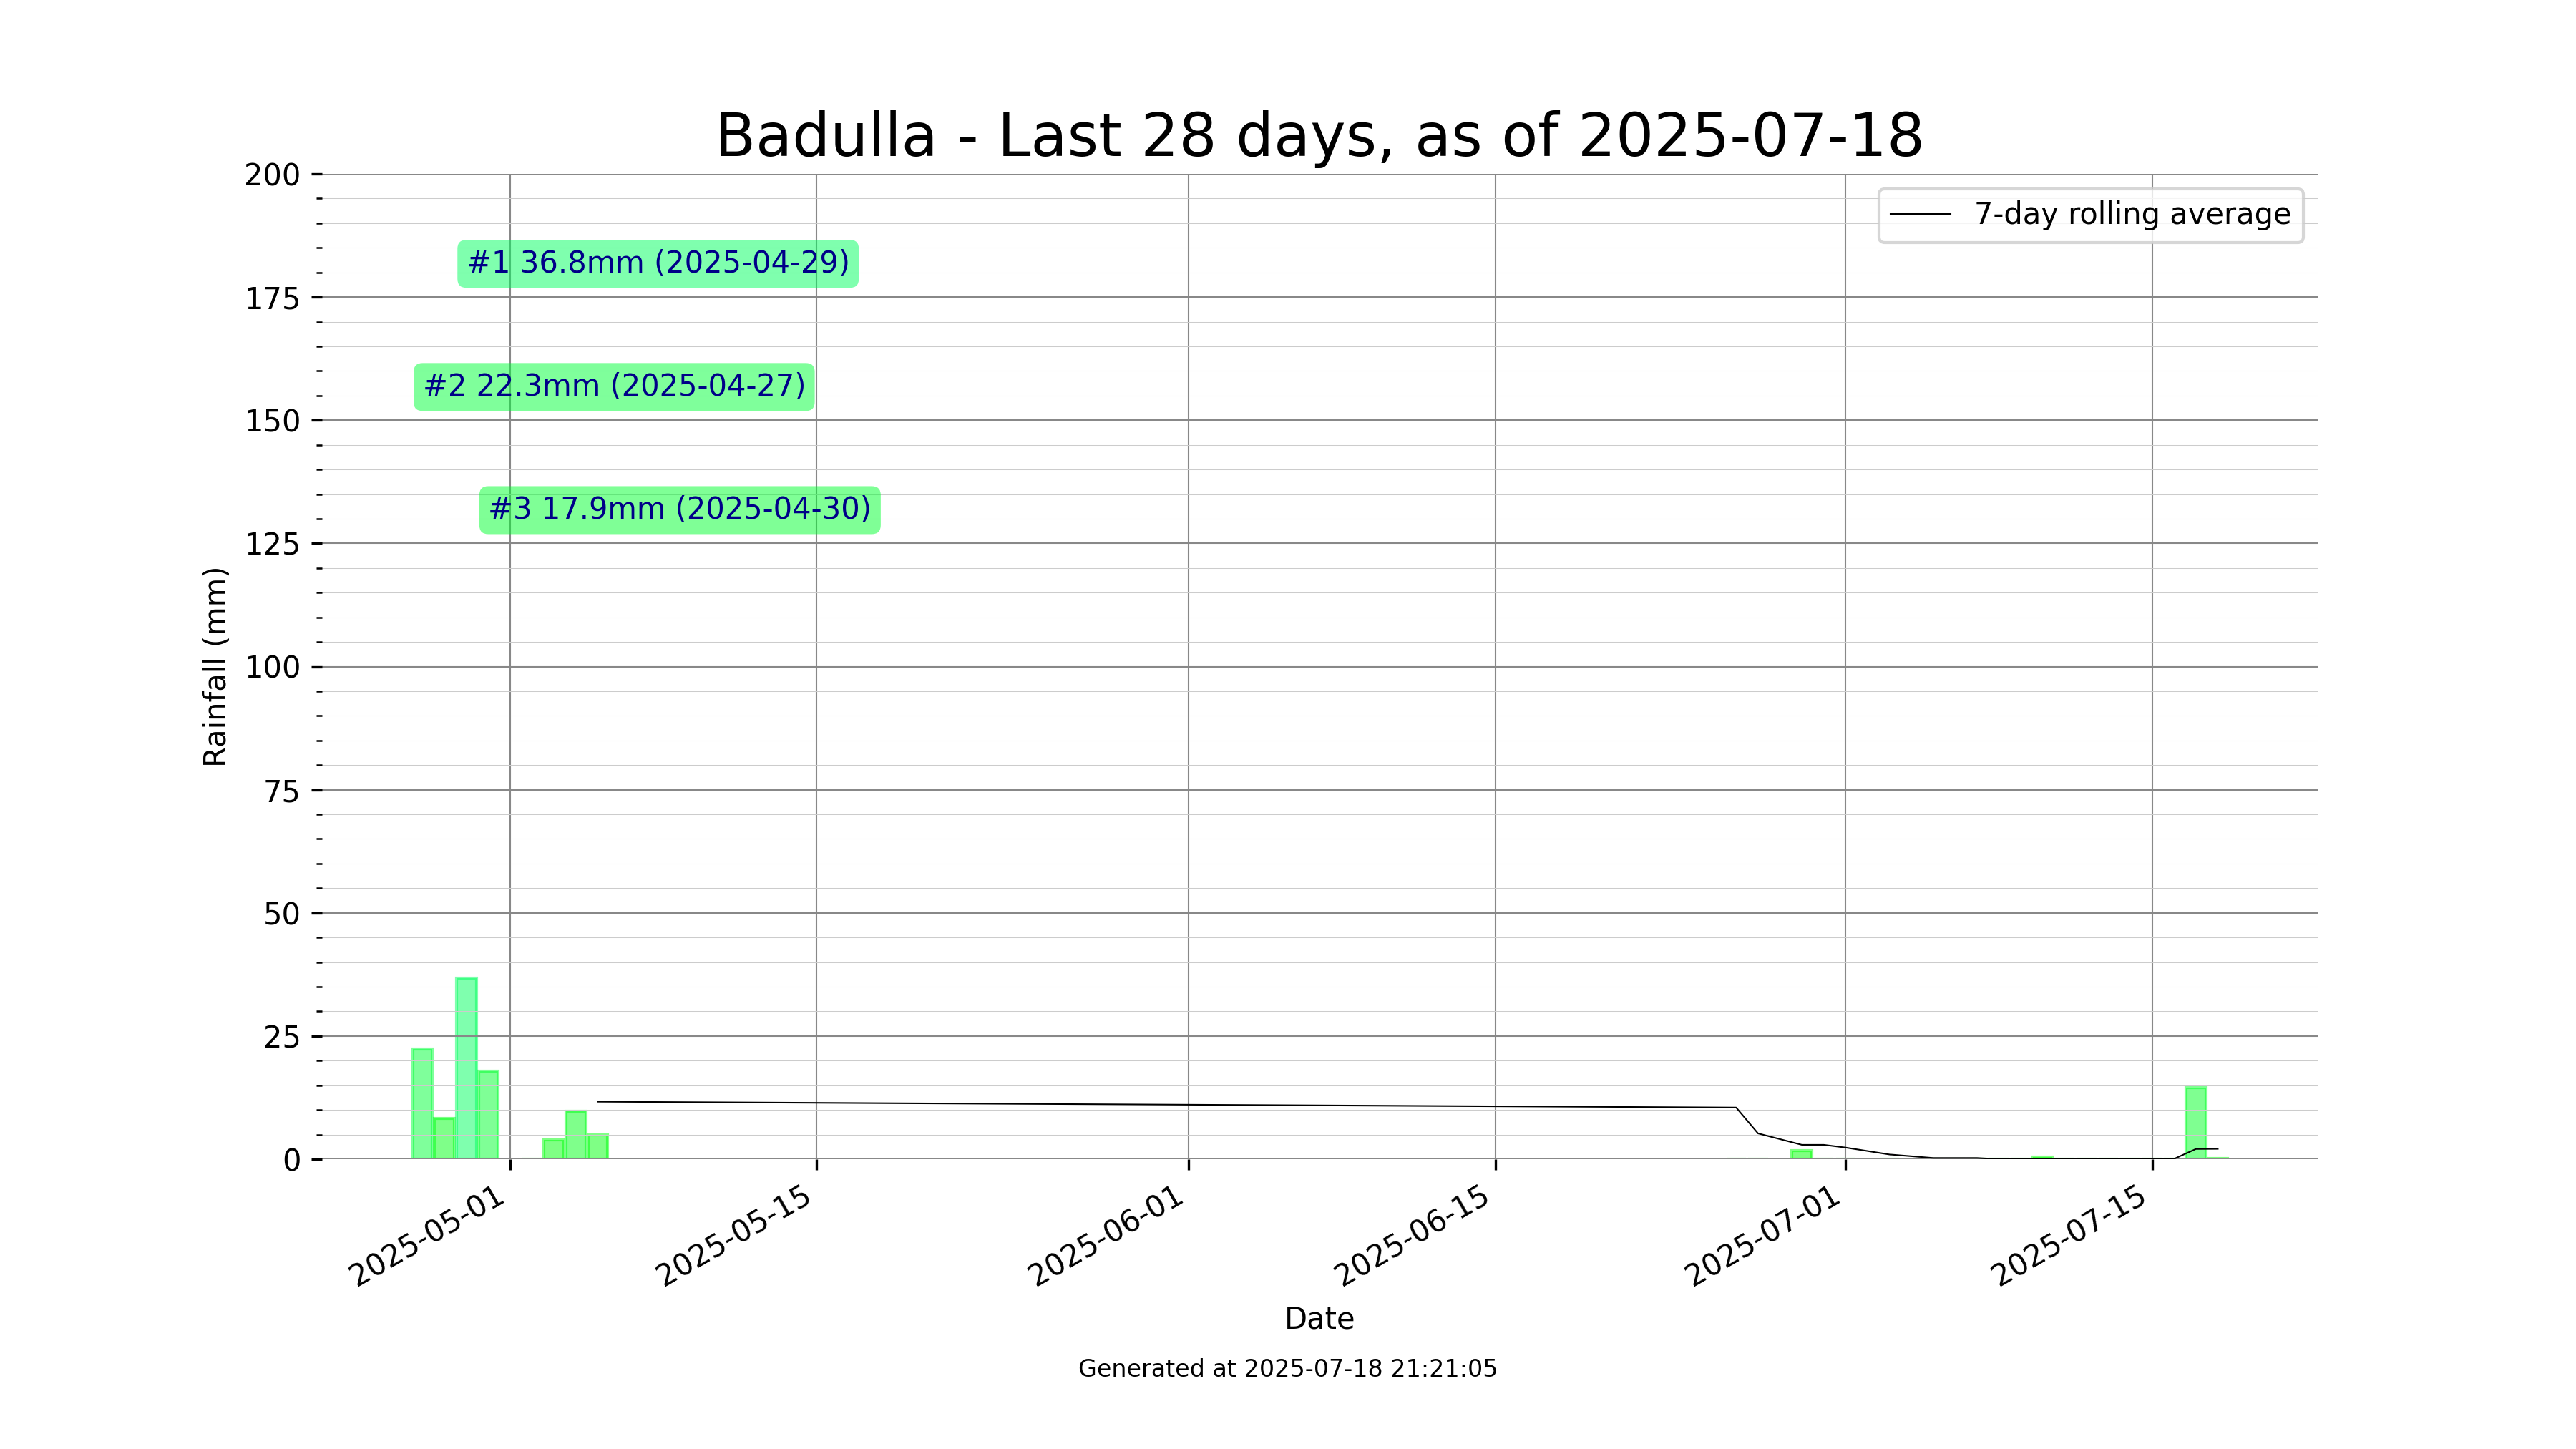 Badulla - Last 28 days, as of 2025-07-18
200
175
150
125
100
75
50
25
0
Rainfall (mm)
7-day rolling average
#1 36.8mm (2025-04-29)
#2 22.3mm (2025-04-27)
#3 17.9mm (2025-04-30)
2025-05-01
2025-05-15
2025-06-01
2025-06-15
2025-07-01
2025-07-15
Date
Generated at 2025-07-18 21:21:05